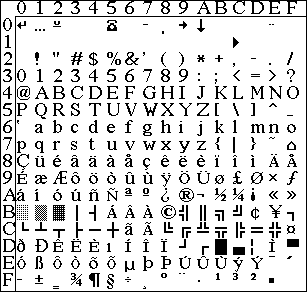 0 1 2 3 4 5 6 7 8 9 A B C D E F
0 ↵ … º ☎ - . → ↓
1
2 ! " # $ % & ' ( ) * + , - . /
3 0 1 2 3 4 5 6 7 8 9 : ; < = > ?
4 @ A B C D E F G H I J K L M N O
5 P Q R S T U V W X Y Z [ \ ] ^ _
6 ` a b c d e f g h i j k l m n o
7 p q r s t u v w x y z { | } ~ ⌂
8 Ç ü é â ä à å ç ê ë è ï î ì Ä Å
9 É æ Æ ô ö ò û ù ÿ Ö Ü ø £ Ø × ƒ
A á í ó ú ñ Ñ ª º ¿ ® ¬ ½ ¼ ¡ « »
B ░ ▒ ▓ │ ┤ Á Â À © ╣ ║ ╗ ╝ ¢ ¥ ┐
C └ ┴ ┬ ├ ─ ┼ ã Ã ╚ ╔ ╩ ╦ ╠ ═ ╬ ¤
D ð Ð Ê Ë È ı Í Î Ï ┘ ┌ █ ▄ ¦ Ì ▀
E Ó ß Ô Ò õ Õ µ þ Þ Ú Û Ù ý Ý ¯ ´
F - ± ‗ ¾ ¶ § ÷ ¸ ° ¨ · ¹ ³ ² ▪